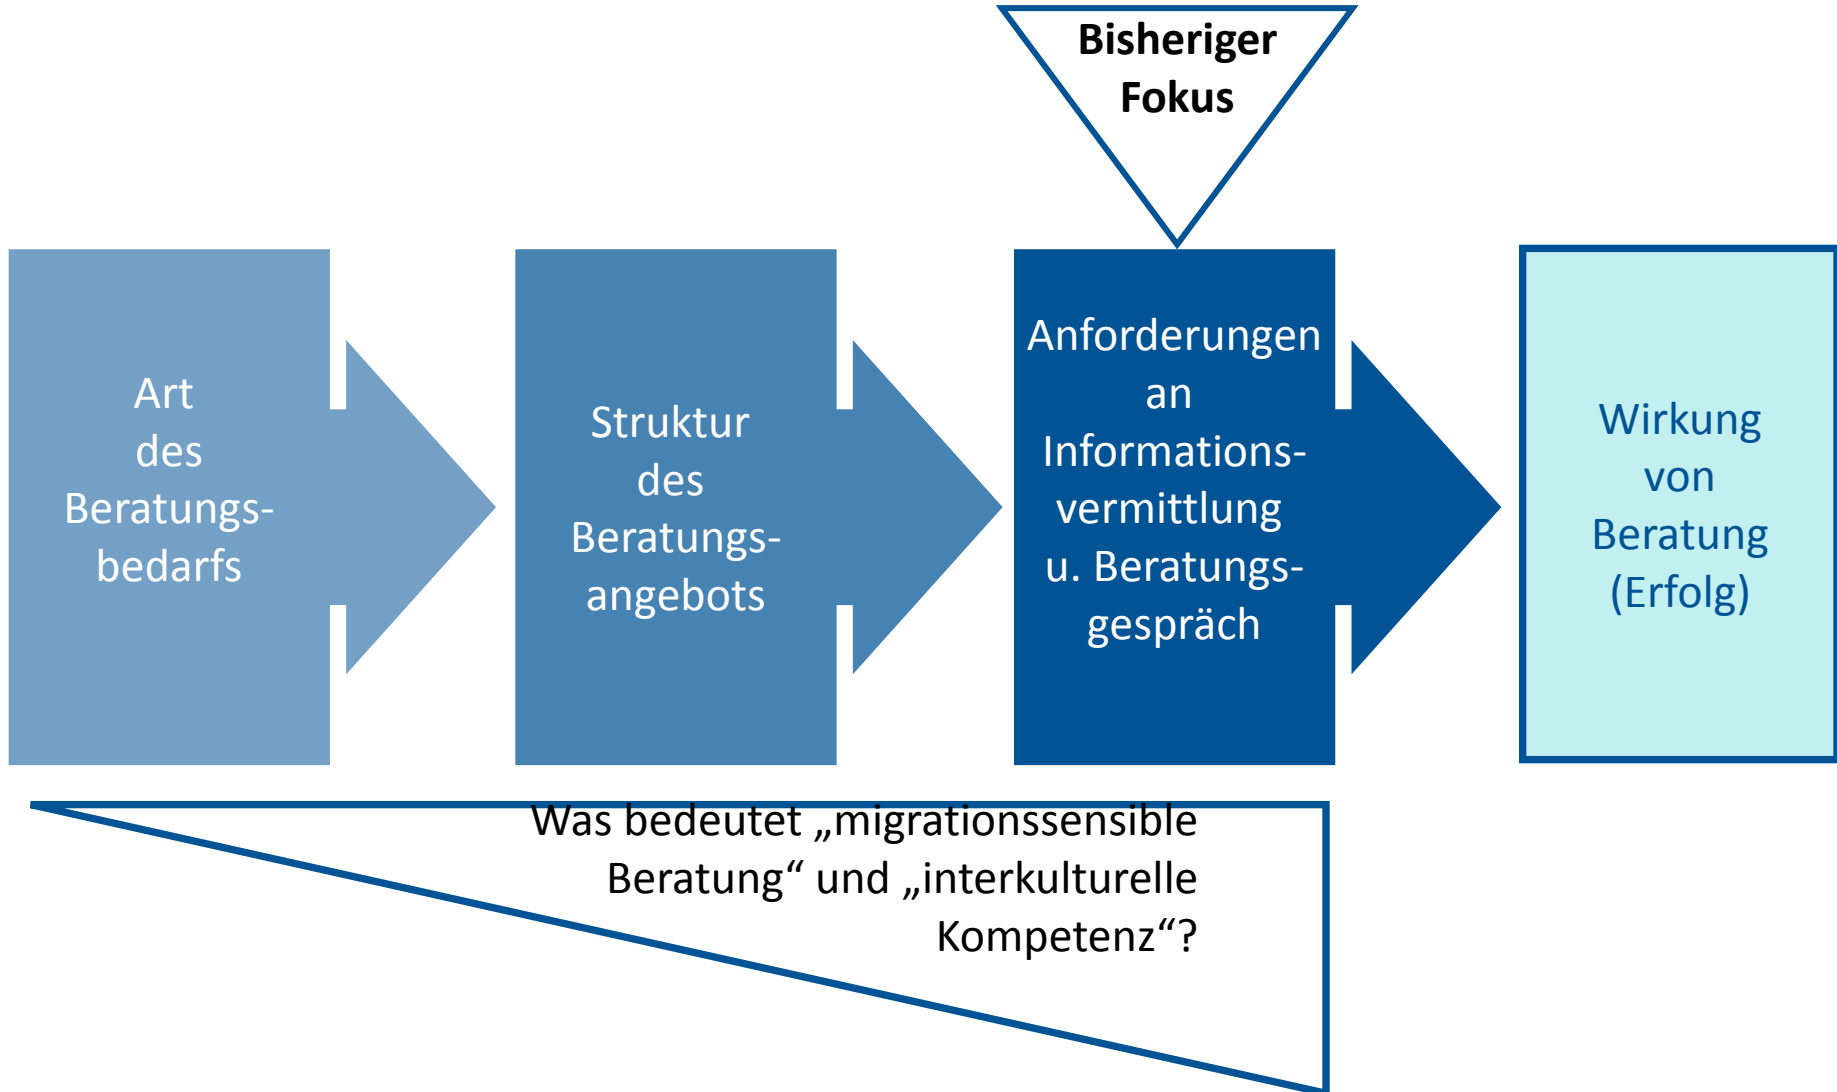 Bisheriger
Fokus
Art
des
Beratungs-
bedarfs
Struktur
des
Beratungs-
angebots
Anforderungen
an
Informations-
vermittlung
u. Beratungs-
gespräch
Wirkung
von
Beratung
(Erfolg)
Was bedeutet „migrationssensible
Beratung“ und „interkulturelle
Kompetenz“?